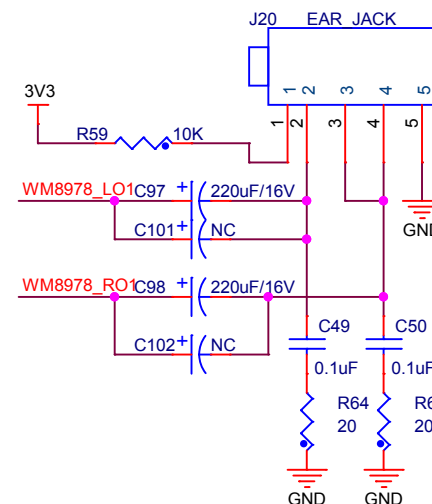 J20 EAR_JACK
1 2 3 4 5
1 2 3 4 5
3V3
R59 10K
WM8978_LO1 C97 + 220uF/16V
GND
C101 + NC
WM8978_RO1 C98 + 220uF/16V
C49 C50
C102 + NC
0.1uF 0.1uF
R64
20 20
GND GND